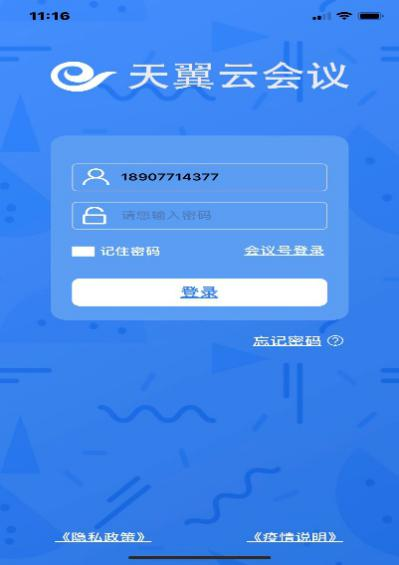 11:16
天翼云会议
18907714377
请您输入密码
记住密码 会议号登录
登录
忘记密码 ?
《隐私政策》 《疫情说明》